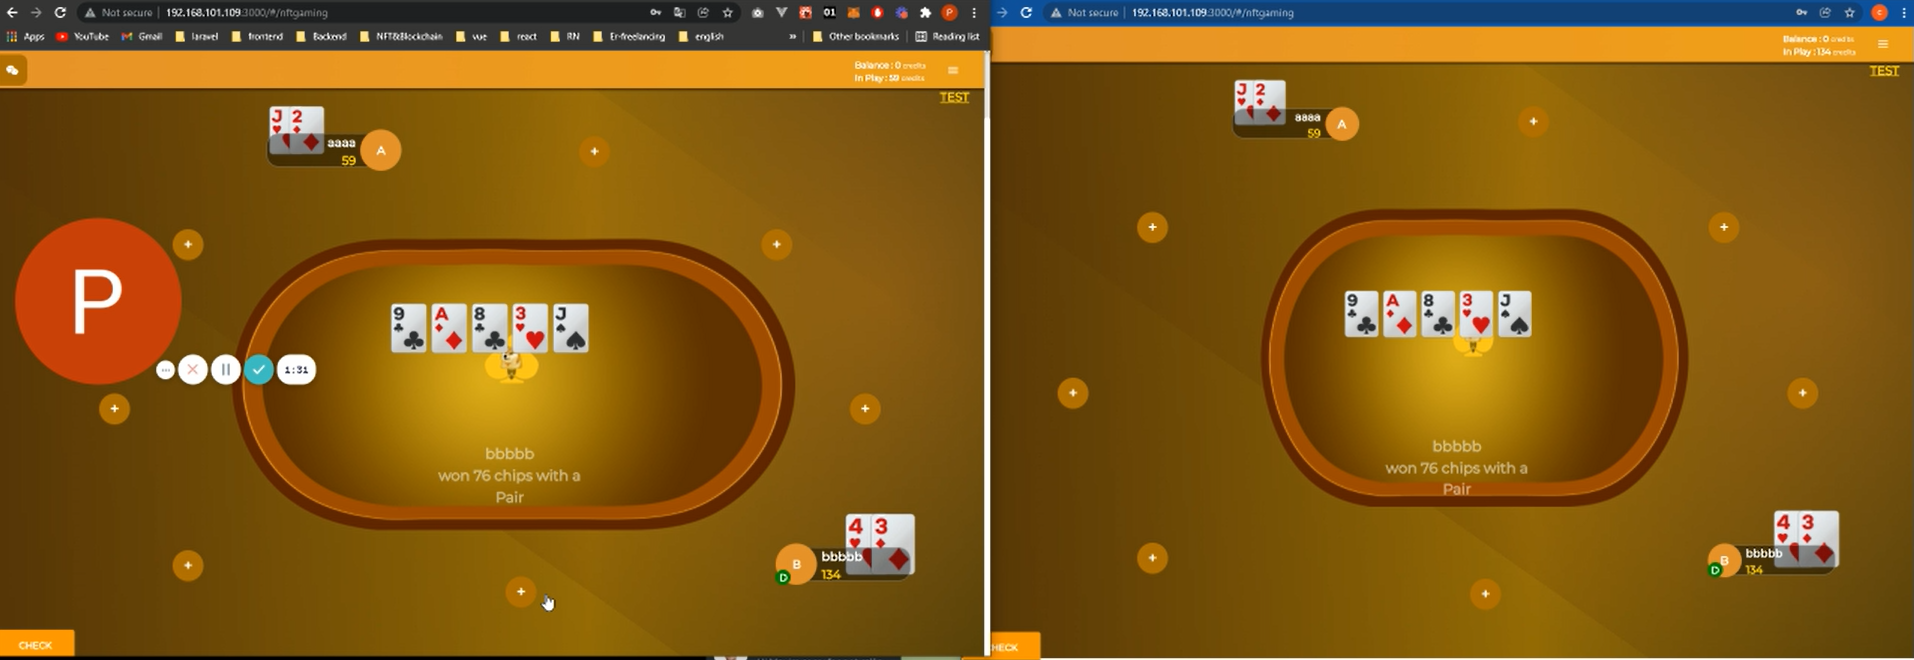 Not secure 192.168.101.109:3000/#/nftgaming
P
Apps YouTube Gmail laravel frontend Backend NFT&Blockchain vue react RN Er-freelancing english » Other bookmarks Reading list
Balance : 0 credits
In Play : 59 credits
TEST
J 2
aaaa
59
A
P
9 A 8 3 J
1:31
bbbbb
won 76 chips with a
Pair
4 3
B
bbbbb
134
D
CHECK
Not secure 192.168.101.109:3000/#/nftgaming
c
Balance : 0 credits
In Play : 134 credits
TEST
J 2
aaaa
59
A
9 A 8 3 J
bbbbb
won 76 chips with a
Pair
4 3
B
bbbbb
134
D
HECK